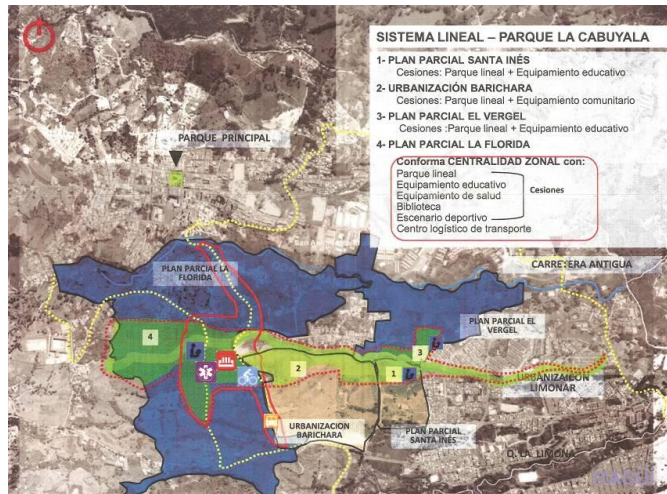 SISTEMA LINEAL – PARQUE LA CABUYALA
1- PLAN PARCIAL SANTA INÉS
Cesiones: Parque lineal + Equipamiento educativo
2- URBANIZACIÓN BARICHARA
Cesiones: Parque lineal + Equipamiento comunitario
3- PLAN PARCIAL EL VERGEL
Cesiones :Parque lineal + Equipamiento educativo
4- PLAN PARCIAL LA FLORIDA
Conforma CENTRALIDAD ZONAL con:
Parque lineal
Equipamiento educativo
Equipamiento de salud
Biblioteca
Escenario deportivo
Cesiones
Centro logístico de transporte
PARQUE PRINCIPAL
CARRETERA ANTIGUA
PLAN PARCIAL LA
FLORIDA
PLAN PARCIAL EL
VERGEL
4
3
2
1
URBANIZACION
LIMONAR
URBANIZACION
BARICHARA
PLAN PARCIAL
SANTA INÉS
Q. LA LIMONA
ITAGÜÍ